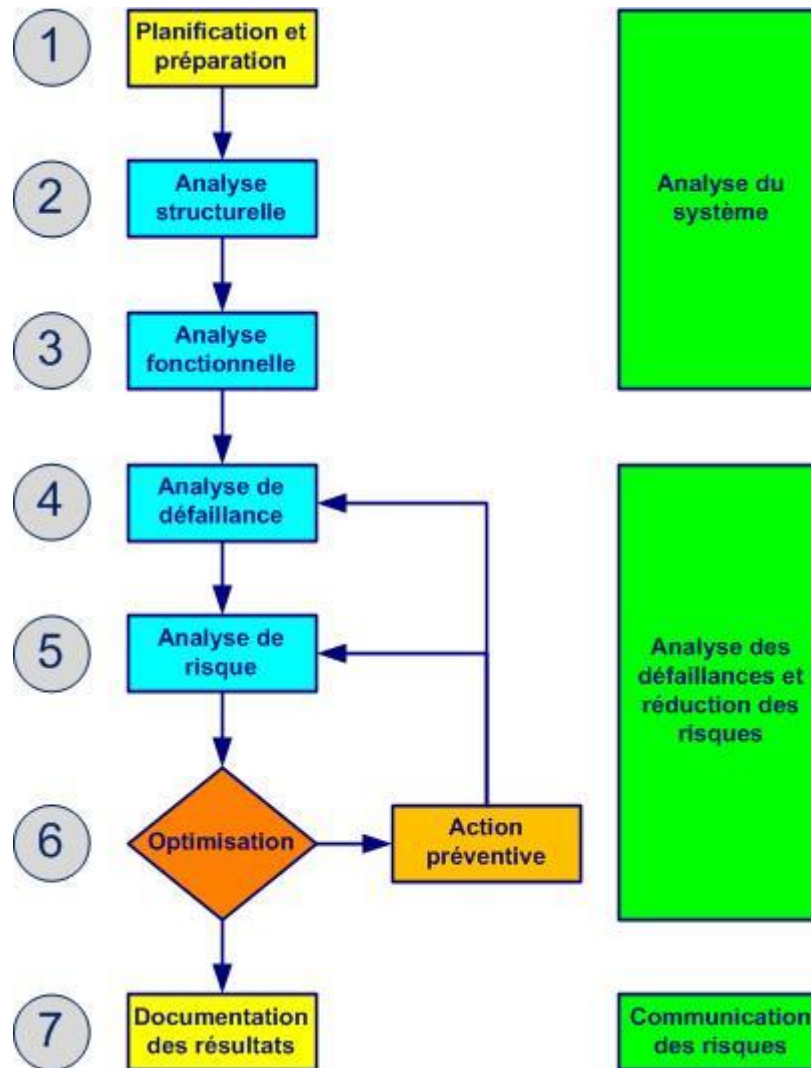 1
Planification et
préparation
2
Analyse
structurelle
Analyse du
système
3
Analyse
fonctionnelle
4
Analyse de
défaillance
5
Analyse de
risque
Analyse des
défaillances et
réduction des
risques
6
Optimisation
Action
préventive
7
Documentation
des résultats
Communication
des risques